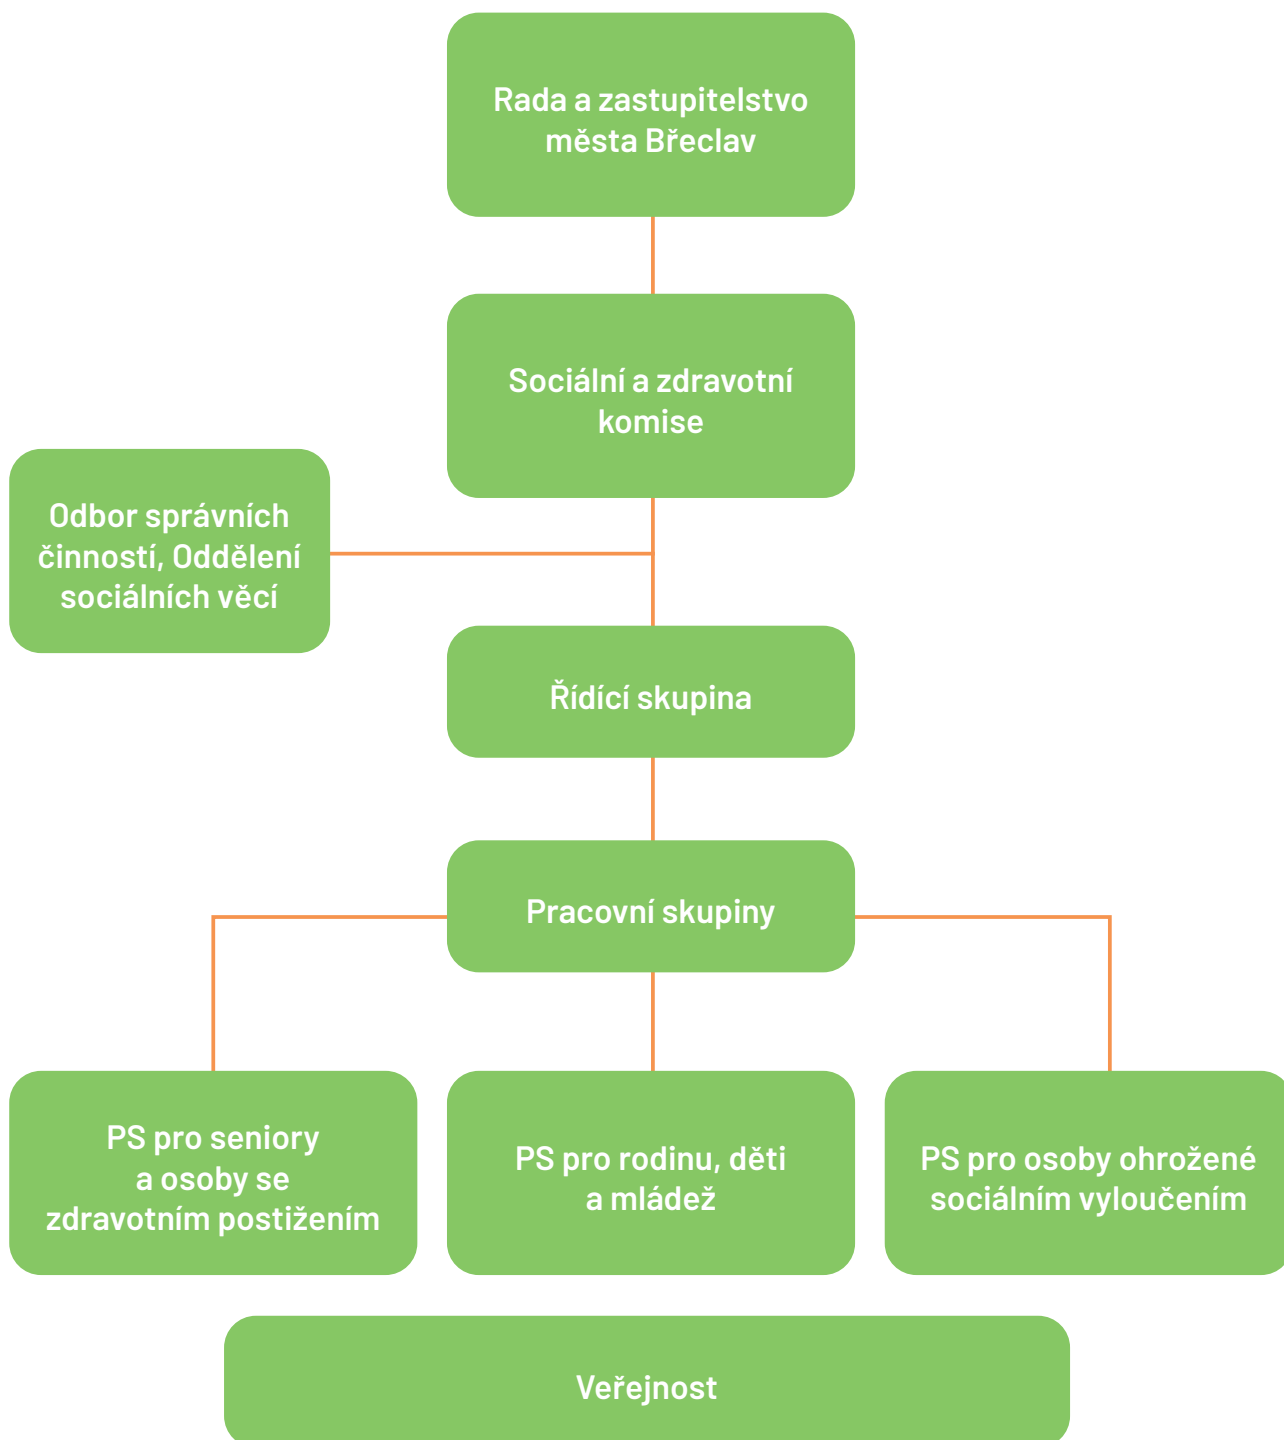 Rada a zastupitelstvo
města Břeclav
Sociální a zdravotní
komise
Odbor správních
činností, Oddělení
sociálních věcí
Řídící skupina
Pracovní skupiny
PS pro seniory
a osoby se
zdravotním postižením
PS pro rodinu, děti
a mládež
PS pro osoby ohrožené
sociálním vyloučením
Veřejnost